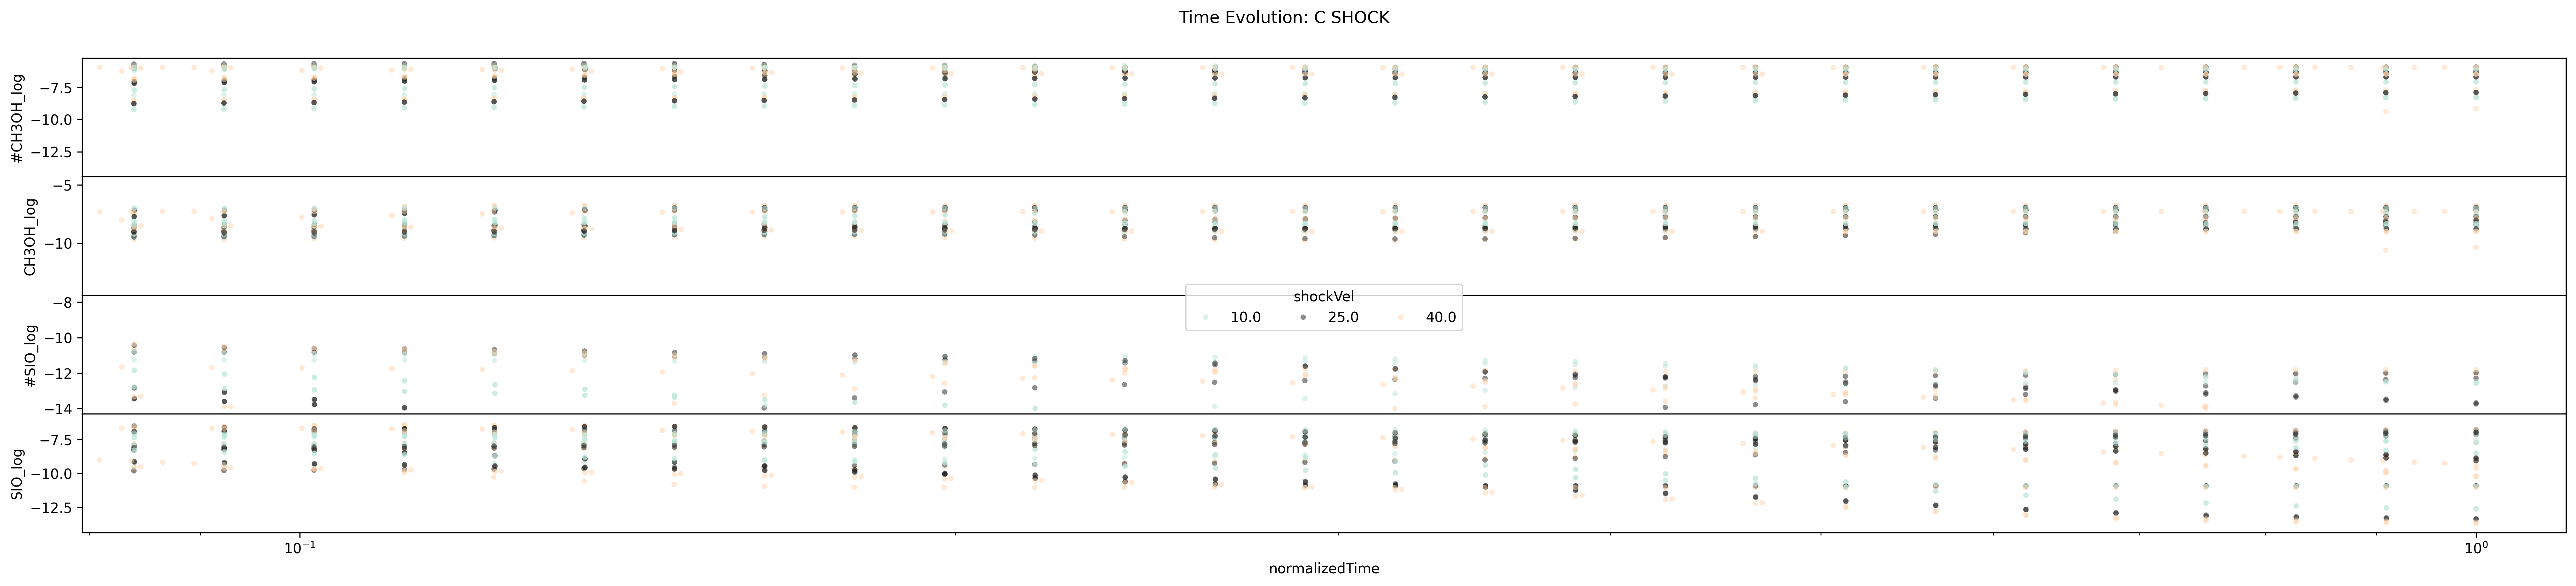 Time Evolution: C SHOCK
#CH3OH_log
−7.5
−10.0
−12.5
CH3OH_log
−5
−10
#SIO_log
−8
−10
−12
−14
shockVel
10.0 25.0 40.0
SIO_log
−7.5
−10.0
−12.5
10⁻¹ 10⁰
normalizedTime